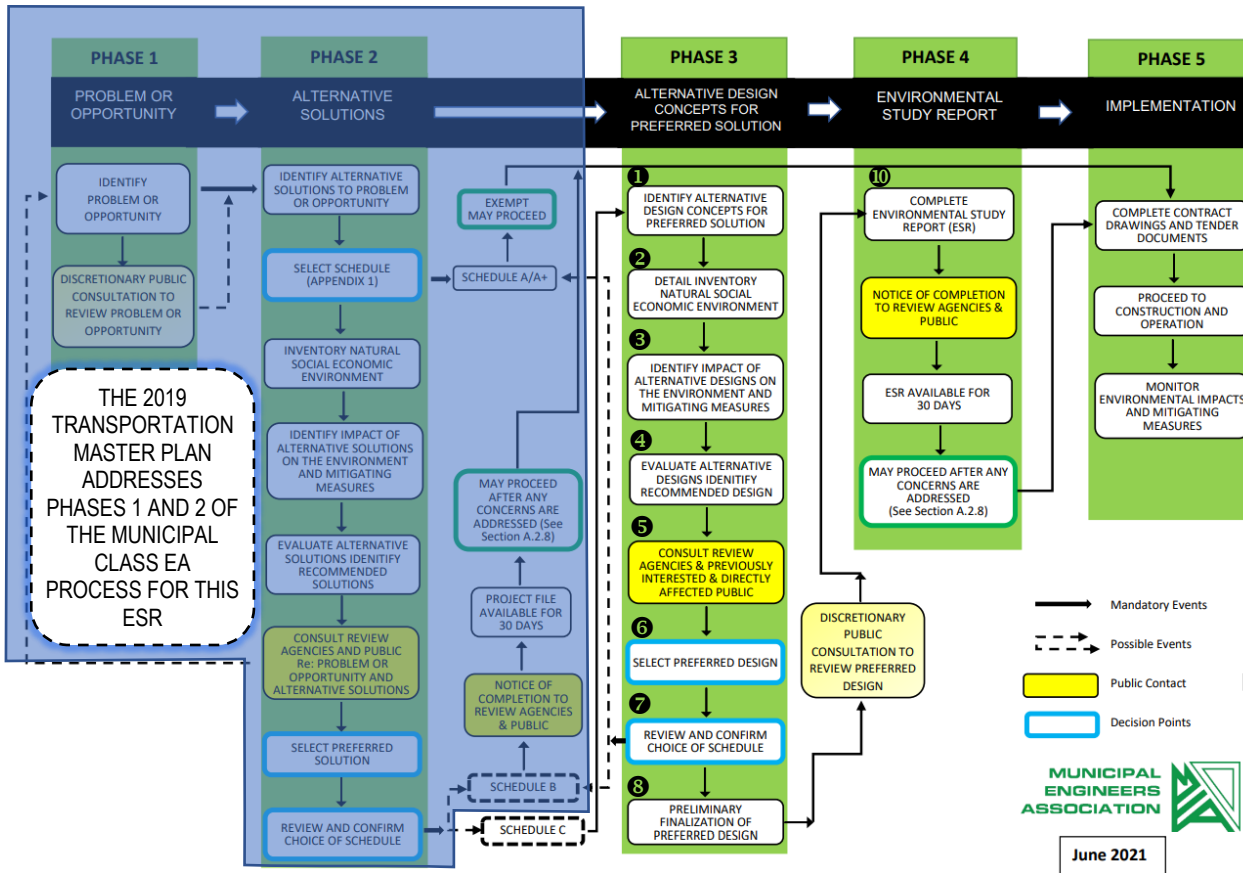 PHASE 1
PROBLEM OR
OPPORTUNITY
IDENTIFY
PROBLEM OR
OPPORTUNITY
DISCRETIONARY PUBLIC
CONSULTATION TO
REVIEW PROBLEM OR
OPPORTUNITY
THE 2019
TRANSPORTATION
MASTER PLAN
ADDRESSES
PHASES 1 AND 2 OF
THE MUNICIPAL
CLASS EA
PROCESS FOR THIS
ESR
PHASE 2
ALTERNATIVE
SOLUTIONS
IDENTIFY ALTERNATIVE
SOLUTIONS TO PROBLEM
OR OPPORTUNITY
SELECT SCHEDULE
(APPENDIX 1)
INVENTORY NATURAL
SOCIAL ECONOMIC
ENVIRONMENT
IDENTIFY IMPACT OF
ALTERNATIVE SOLUTIONS
ON THE ENVIRONMENT
AND MITIGATING
MEASURES
EVALUATE ALTERNATIVE
SOLUTIONS IDENTIFY
RECOMMENDED
SOLUTIONS
CONSULT REVIEW
AGENCIES AND PUBLIC
Re: PROBLEM OR
OPPORTUNITY AND
ALTERNATIVE SOLUTIONS
SELECT PREFERRED
SOLUTION
REVIEW AND CONFIRM
CHOICE OF SCHEDULE
EXEMPT
MAY PROCEED
SCHEDULE A/A+
MAY PROCEED
AFTER ANY
CONCERNS ARE
ADDRESSED (See
Section A.2.8)
PROJECT FILE
AVAILABLE FOR
30 DAYS
NOTICE OF
COMPLETION TO
REVIEW AGENCIES
& PUBLIC
SCHEDULE B
SCHEDULE C
PHASE 3
ALTERNATIVE DESIGN
CONCEPTS FOR
PREFERRED SOLUTION
❶
IDENTIFY ALTERNATIVE
DESIGN CONCEPTS FOR
PREFERRED SOLUTION
❷
DETAIL INVENTORY
NATURAL SOCIAL
ECONOMIC ENVIRONMENT
❸
IDENTIFY IMPACT OF
ALTERNATIVE DESIGNS ON
THE ENVIRONMENT AND
MITIGATING MEASURES
❹
EVALUATE ALTERNATIVE
DESIGNS IDENTIFY
RECOMMENDED DESIGN
❺
CONSULT REVIEW
AGENCIES & PREVIOUSLY
INTERESTED & DIRECTLY
AFFECTED PUBLIC
❻
SELECT PREFERRED DESIGN
❼
REVIEW AND CONFIRM
CHOICE OF SCHEDULE
❽
PRELIMINARY
FINALIZATION OF
PREFERRED DESIGN
PHASE 4
ENVIRONMENTAL
STUDY REPORT
❿
COMPLETE
ENVIRONMENTAL STUDY
REPORT (ESR)
NOTICE OF COMPLETION
TO REVIEW AGENCIES &
PUBLIC
ESR AVAILABLE FOR
30 DAYS
MAY PROCEED AFTER ANY
CONCERNS ARE
ADDRESSED
(See Section A.2.8)
DISCRETIONARY
PUBLIC
CONSULTATION TO
REVIEW PREFERRED
DESIGN
PHASE 5
IMPLEMENTATION
COMPLETE CONTRACT
DRAWINGS AND TENDER
DOCUMENTS
PROCEED TO
CONSTRUCTION AND
OPERATION
MONITOR
ENVIRONMENTAL IMPACTS
AND MITIGATING
MEASURES
Mandatory Events
Possible Events
Public Contact
Decision Points
MUNICIPAL
ENGINEERS
ASSOCIATION
MEA
June 2021